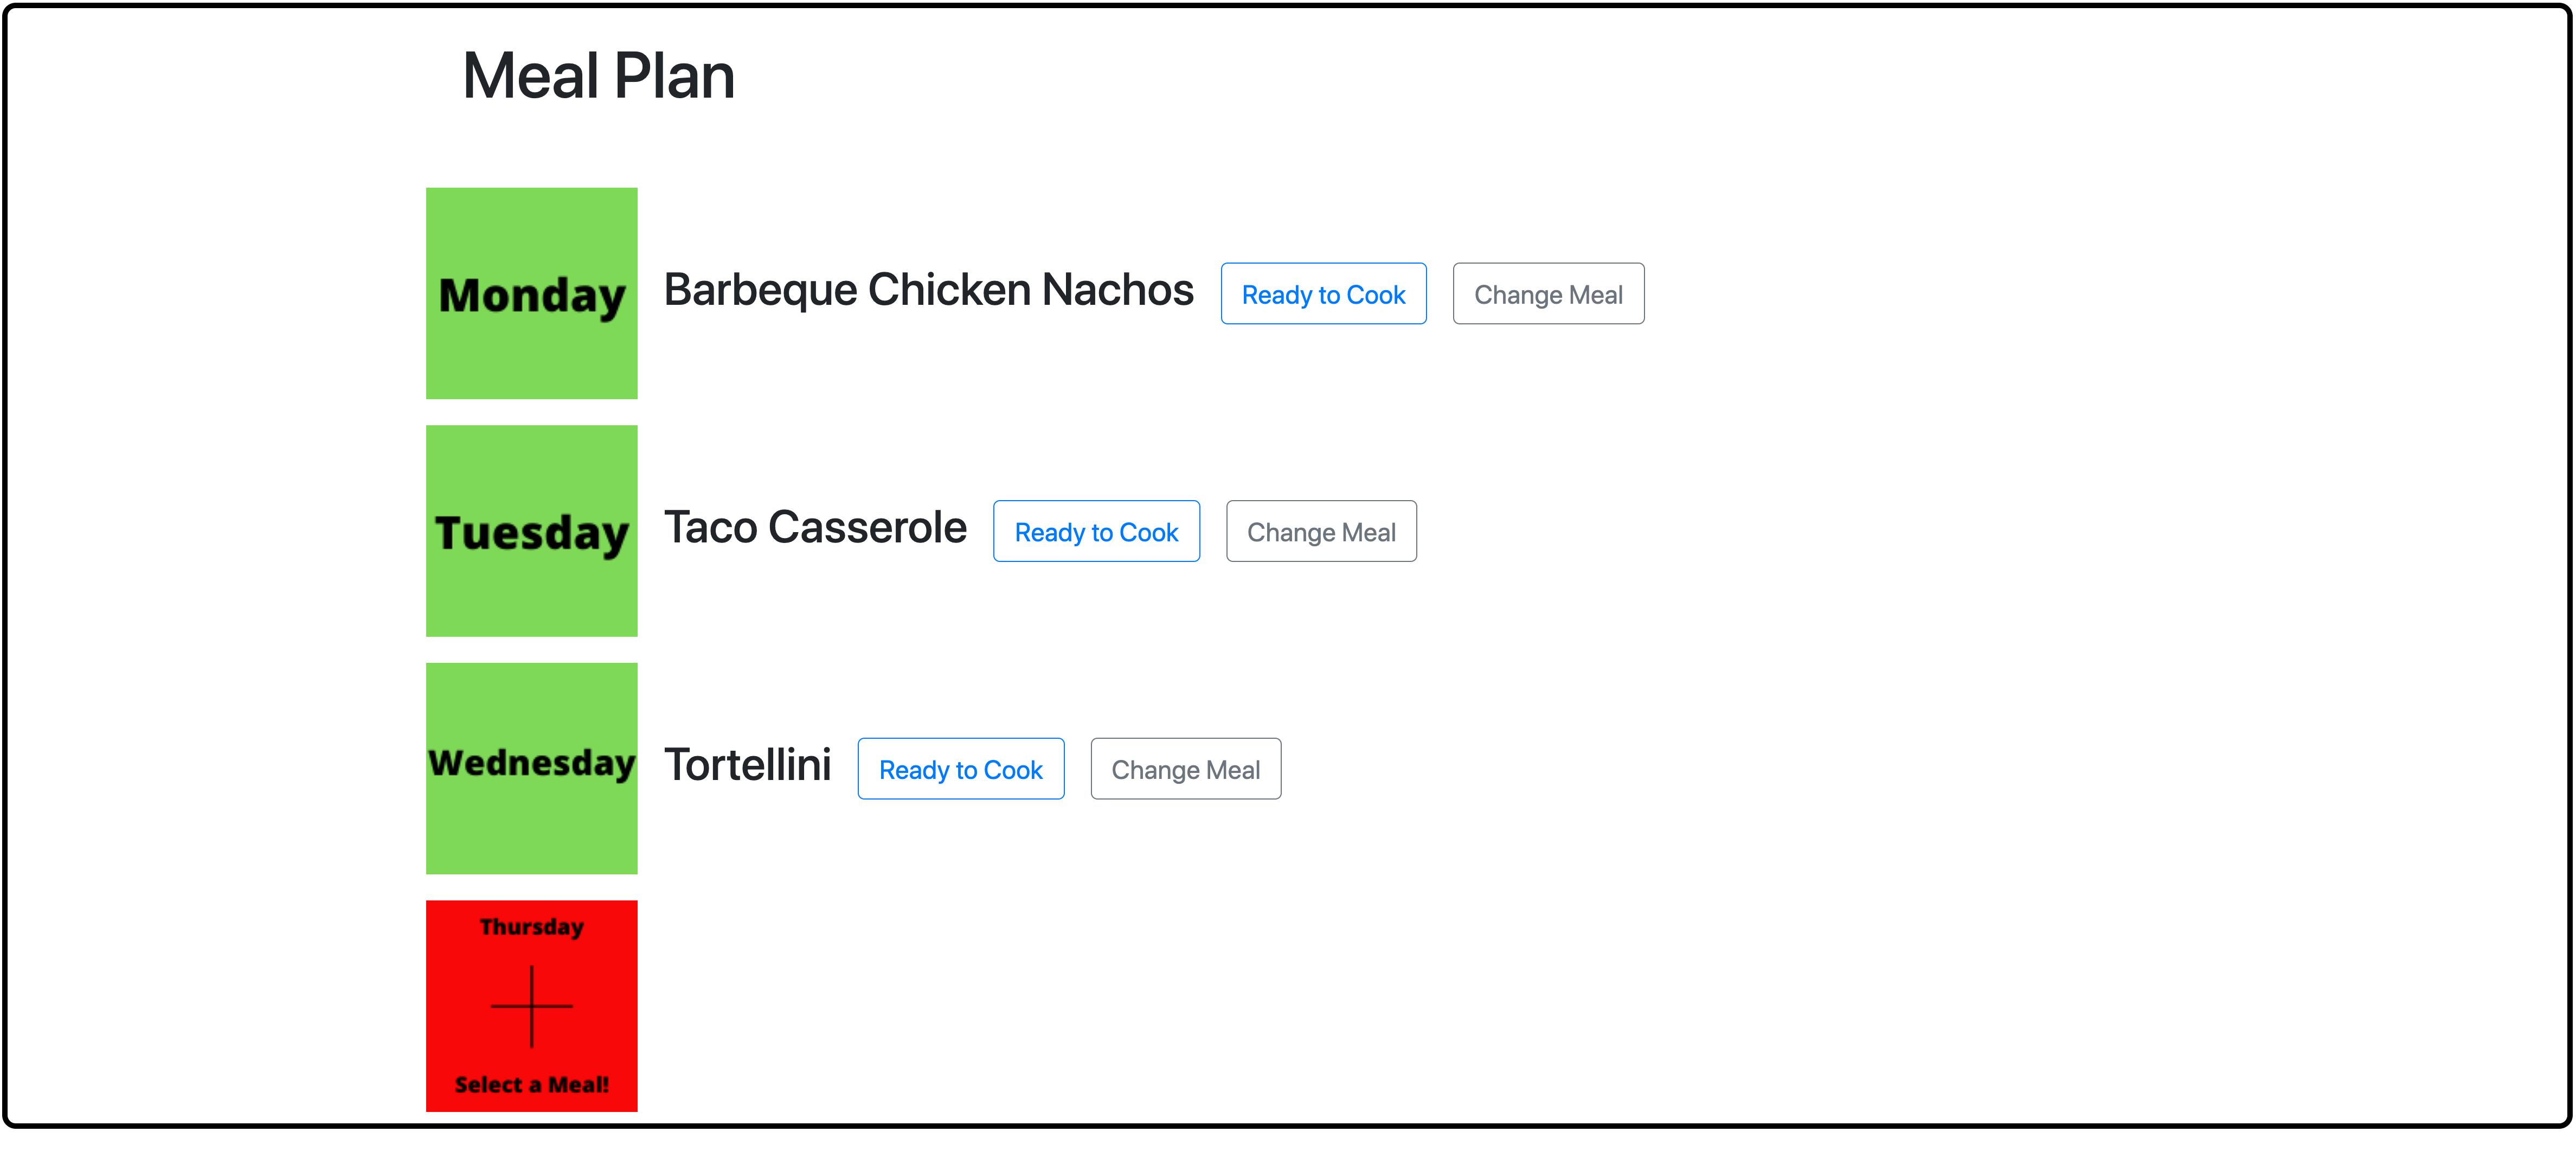 Meal Plan
Monday
Barbeque Chicken Nachos Ready to Cook Change Meal
Tuesday
Taco Casserole Ready to Cook Change Meal
Wednesday
Tortellini Ready to Cook Change Meal
Thursday
Select a Meal!